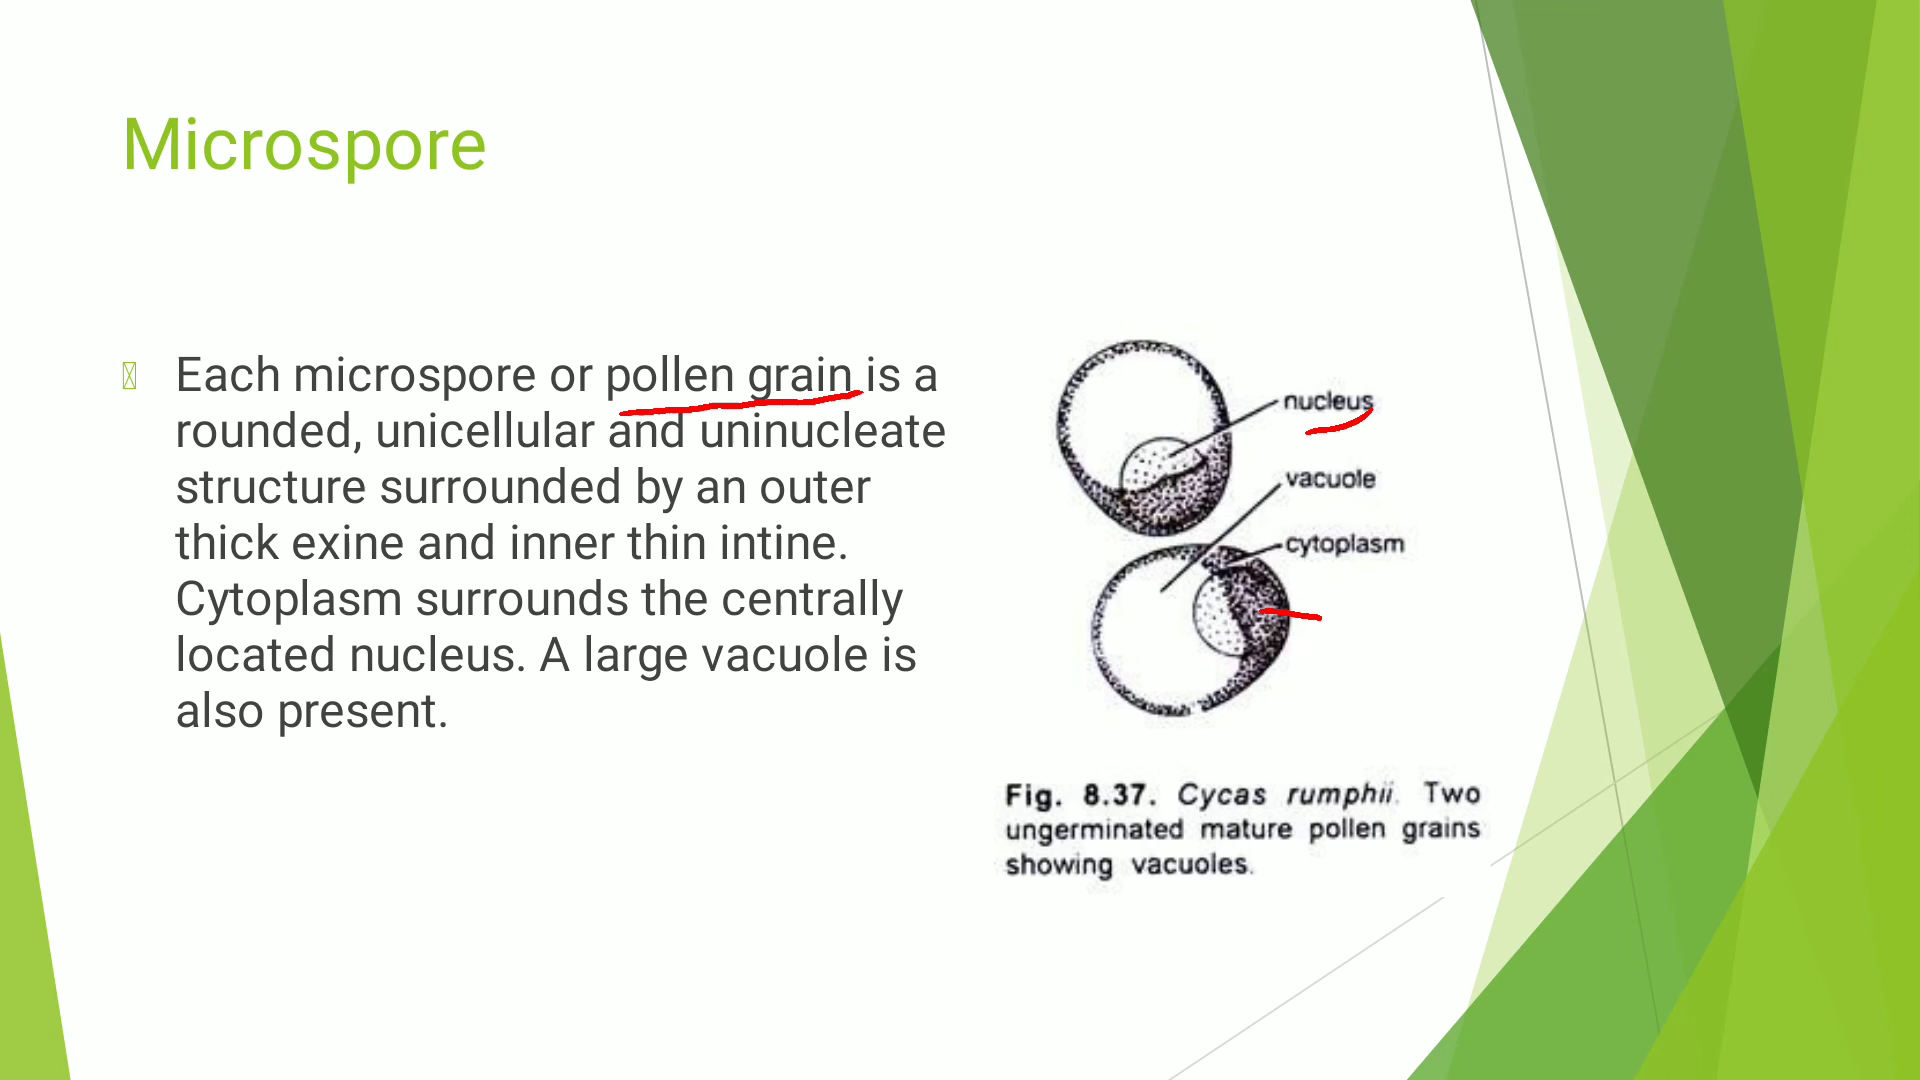 Microspore
Each microspore or pollen grain is a
rounded, unicellular and uninucleate
structure surrounded by an outer
thick exine and inner thin intine.
Cytoplasm surrounds the centrally
located nucleus. A large vacuole is
also present.
nucleus
vacuole
cytoplasm
Fig. 8.37. Cycas rumphii. Two
ungerminated mature pollen grains
showing vacuoles.